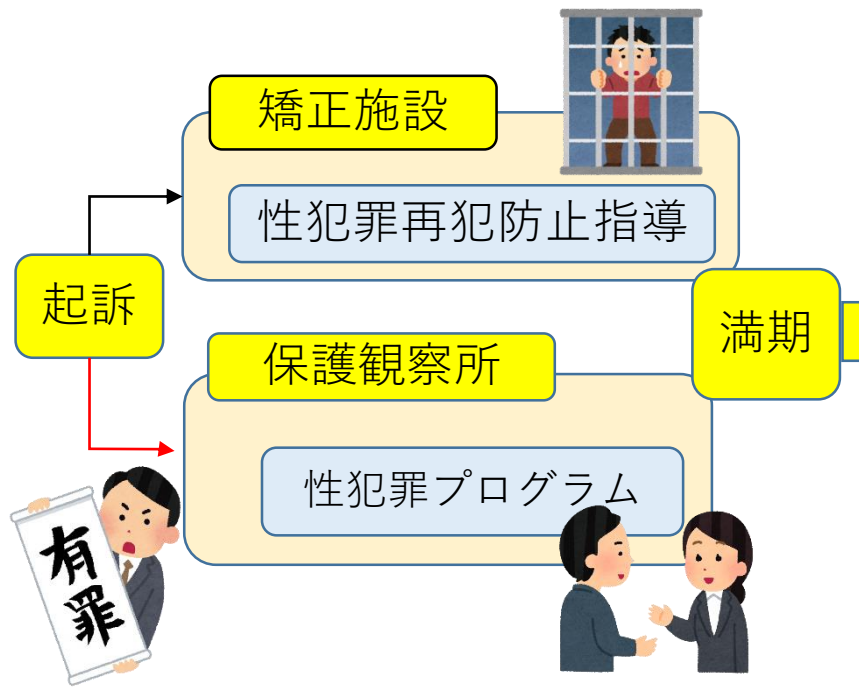 矯正施設
性犯罪再犯防止指導
起訴
満期
保護観察所
性犯罪プログラム
有罪